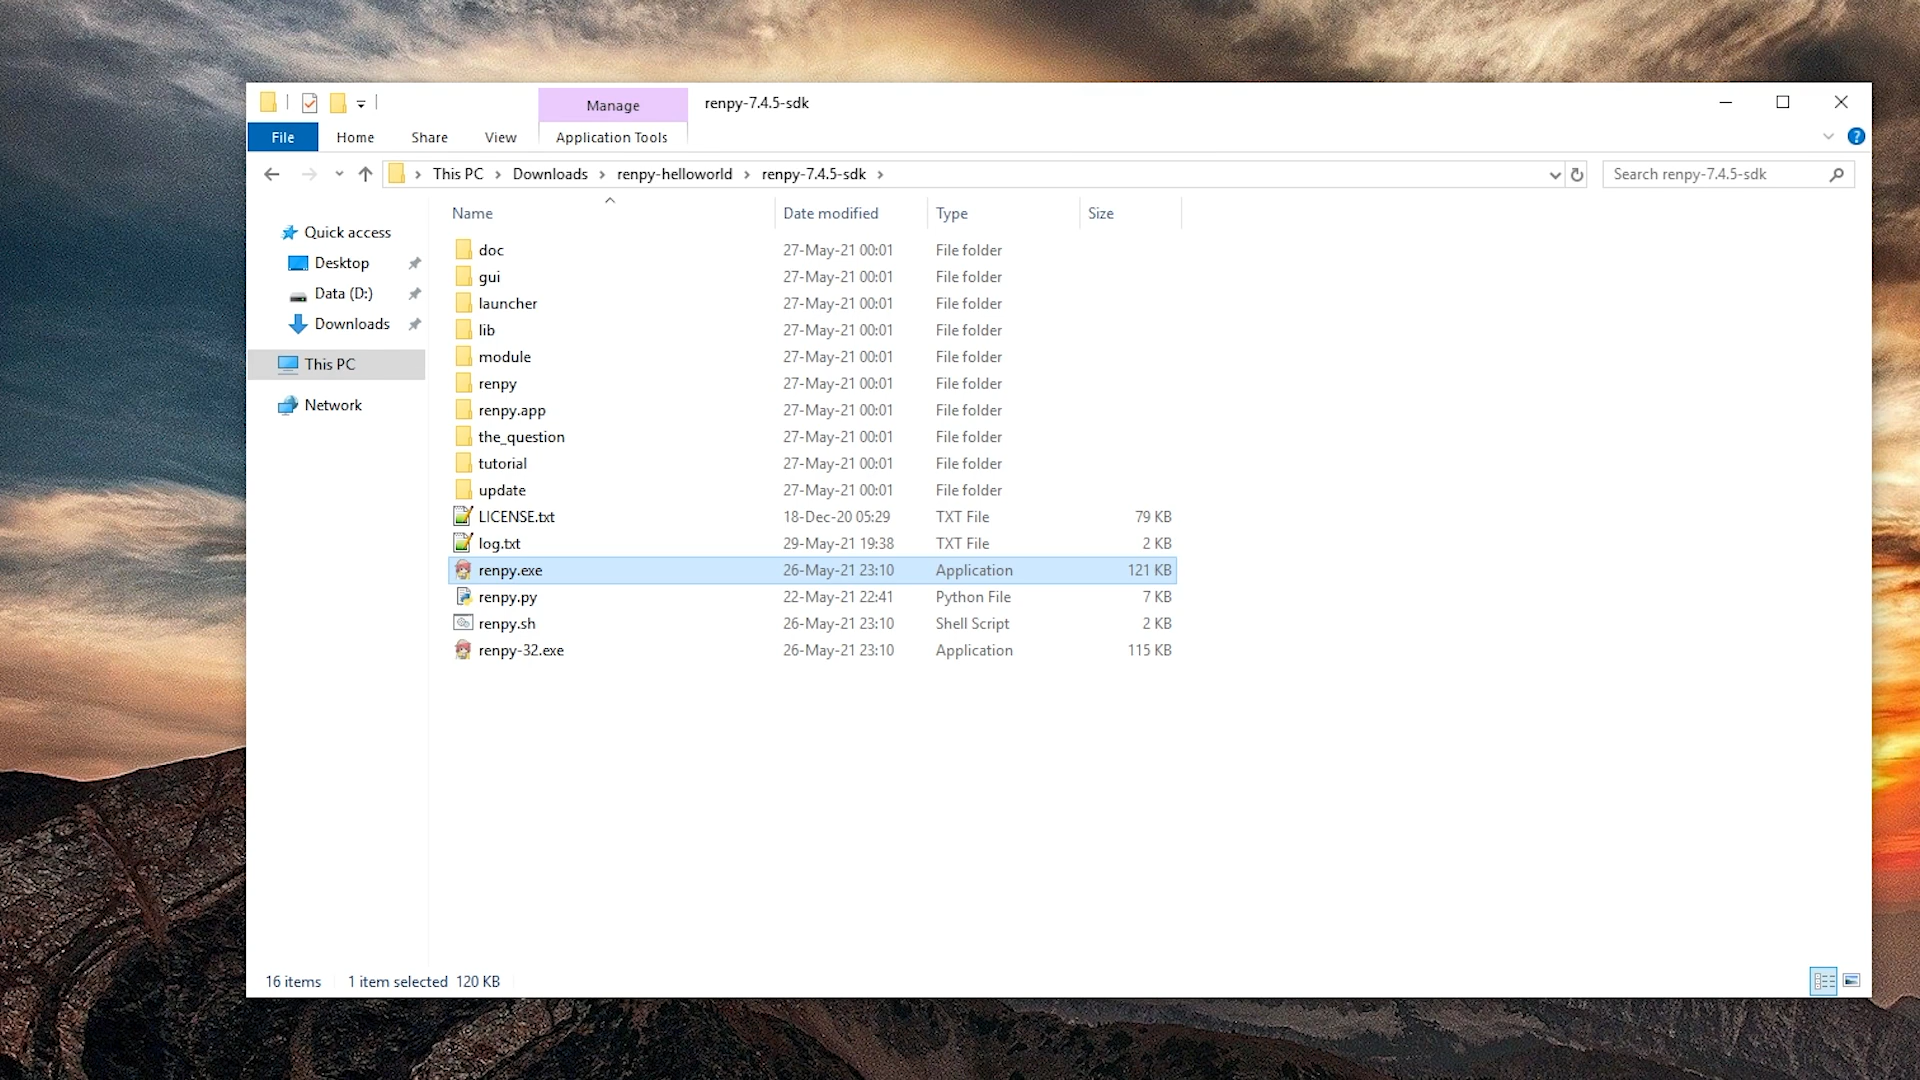 Manage
renpy-7.4.5-sdk
File Home Share View Application Tools
This PC Downloads renpy-helloworld renpy-7.4.5-sdk Search renpy-7.4.5-sdk
Name Date modified Type Size
Quick access
Desktop
Data (D:)
Downloads
This PC
Network
doc 27-May-21 00:01 File folder
gui 27-May-21 00:01 File folder
launcher 27-May-21 00:01 File folder
lib 27-May-21 00:01 File folder
module 27-May-21 00:01 File folder
renpy 27-May-21 00:01 File folder
renpy.app 27-May-21 00:01 File folder
the_question 27-May-21 00:01 File folder
tutorial 27-May-21 00:01 File folder
update 27-May-21 00:01 File folder
LICENSE.txt 18-Dec-20 05:29 TXT File 79 KB
log.txt 29-May-21 19:38 TXT File 2 KB
renpy.exe 26-May-21 23:10 Application 121 KB
renpy.py 22-May-21 22:41 Python File 7 KB
renpy.sh 26-May-21 23:10 Shell Script 2 KB
renpy-32.exe 26-May-21 23:10 Application 115 KB
16 items 1 item selected 120 KB